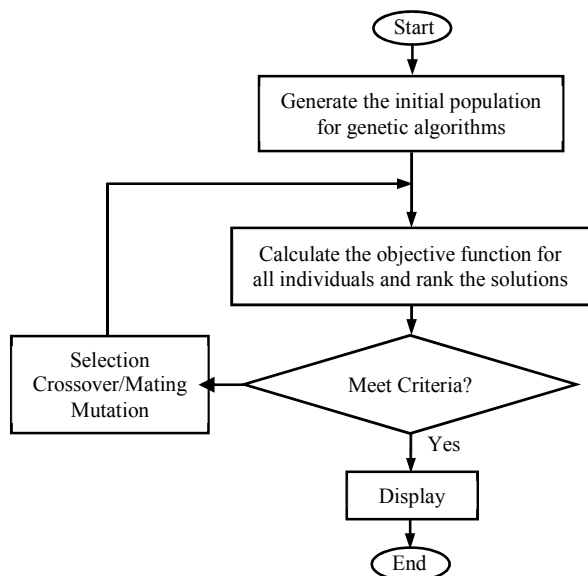 Start
Generate the initial population
for genetic algorithms
Calculate the objective function for
all individuals and rank the solutions
Selection
Crossover/Mating
Mutation
Meet Criteria?
Yes
Display
End